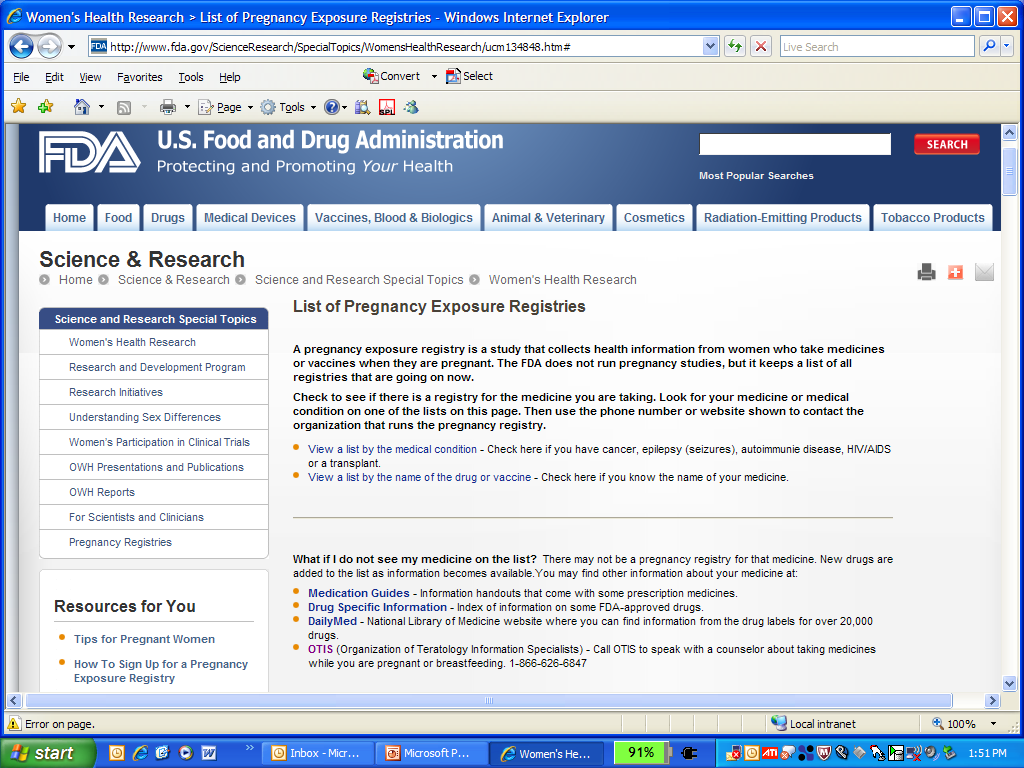 Women's Health Research > List of Pregnancy Exposure Registries - Windows Internet Explorer
FDA http://www.fda.gov/ScienceResearch/SpecialTopics/WomensHealthResearch/ucm134848.htm#
Live Search
File Edit View Favorites Tools Help
Convert Select
Page Tools
FDA U.S. Food and Drug Administration
Protecting and Promoting Your Health
SEARCH
Most Popular Searches
Home Food Drugs Medical Devices Vaccines, Blood & Biologics Animal & Veterinary Cosmetics Radiation-Emitting Products Tobacco Products
Science & Research
Home Science & Research Science and Research Special Topics Women's Health Research
Science and Research Special Topics
Women's Health Research
Research and Development Program
Research Initiatives
Understanding Sex Differences
Women's Participation in Clinical Trials
OWH Presentations and Publications
OWH Reports
For Scientists and Clinicians
Pregnancy Registries
Resources for You
Tips for Pregnant Women
How To Sign Up for a Pregnancy
Exposure Registry
List of Pregnancy Exposure Registries
A pregnancy exposure registry is a study that collects health information from women who take medicines
or vaccines when they are pregnant. The FDA does not run pregnancy studies, but it keeps a list of all
registries that are going on now.
Check to see if there is a registry for the medicine you are taking. Look for your medicine or medical
condition on one of the lists on this page. Then use the phone number or website shown to contact the
organization that runs the pregnancy registry.
View a list by the medical condition - Check here if you have cancer, epilepsy (seizures), autoimmunie disease, HIV/AIDS
or a transplant.
View a list by the name of the drug or vaccine - Check here if you know the name of your medicine.
What if I do not see my medicine on the list? There may not be a pregnancy registry for that medicine. New drugs are
added to the list as information becomes available.You may find other information about your medicine at:
Medication Guides - Information handouts that come with some prescription medicines.
Drug Specific Information - Index of information on some FDA-approved drugs.
DailyMed - National Library of Medicine website where you can find information from the drug labels for over 20,000
drugs.
OTIS (Organization of Teratology Information Specialists) - Call OTIS to speak with a counselor about taking medicines
while you are pregnant or breastfeeding. 1-866-626-6847
Error on page.
Local intranet
100%
start
Inbox - Micr...
Microsoft P...
Women's He...
91%
ATI
1:51 PM